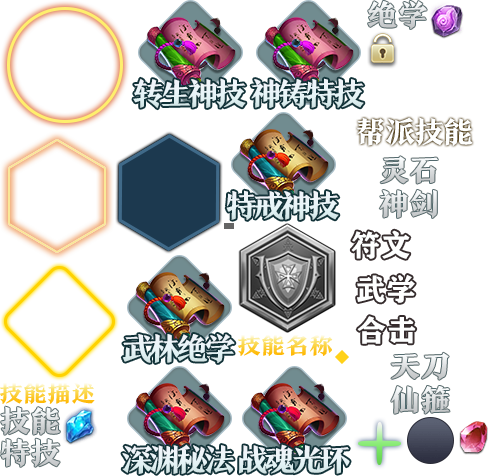 绝学
转生神技
神铸特技
帮派技能
特戒神技
灵石
神剑
符文
武学
合击
武林绝学
技能名称
天刀
仙箍
技能描述
技能
特技
深渊秘法
战魂光环